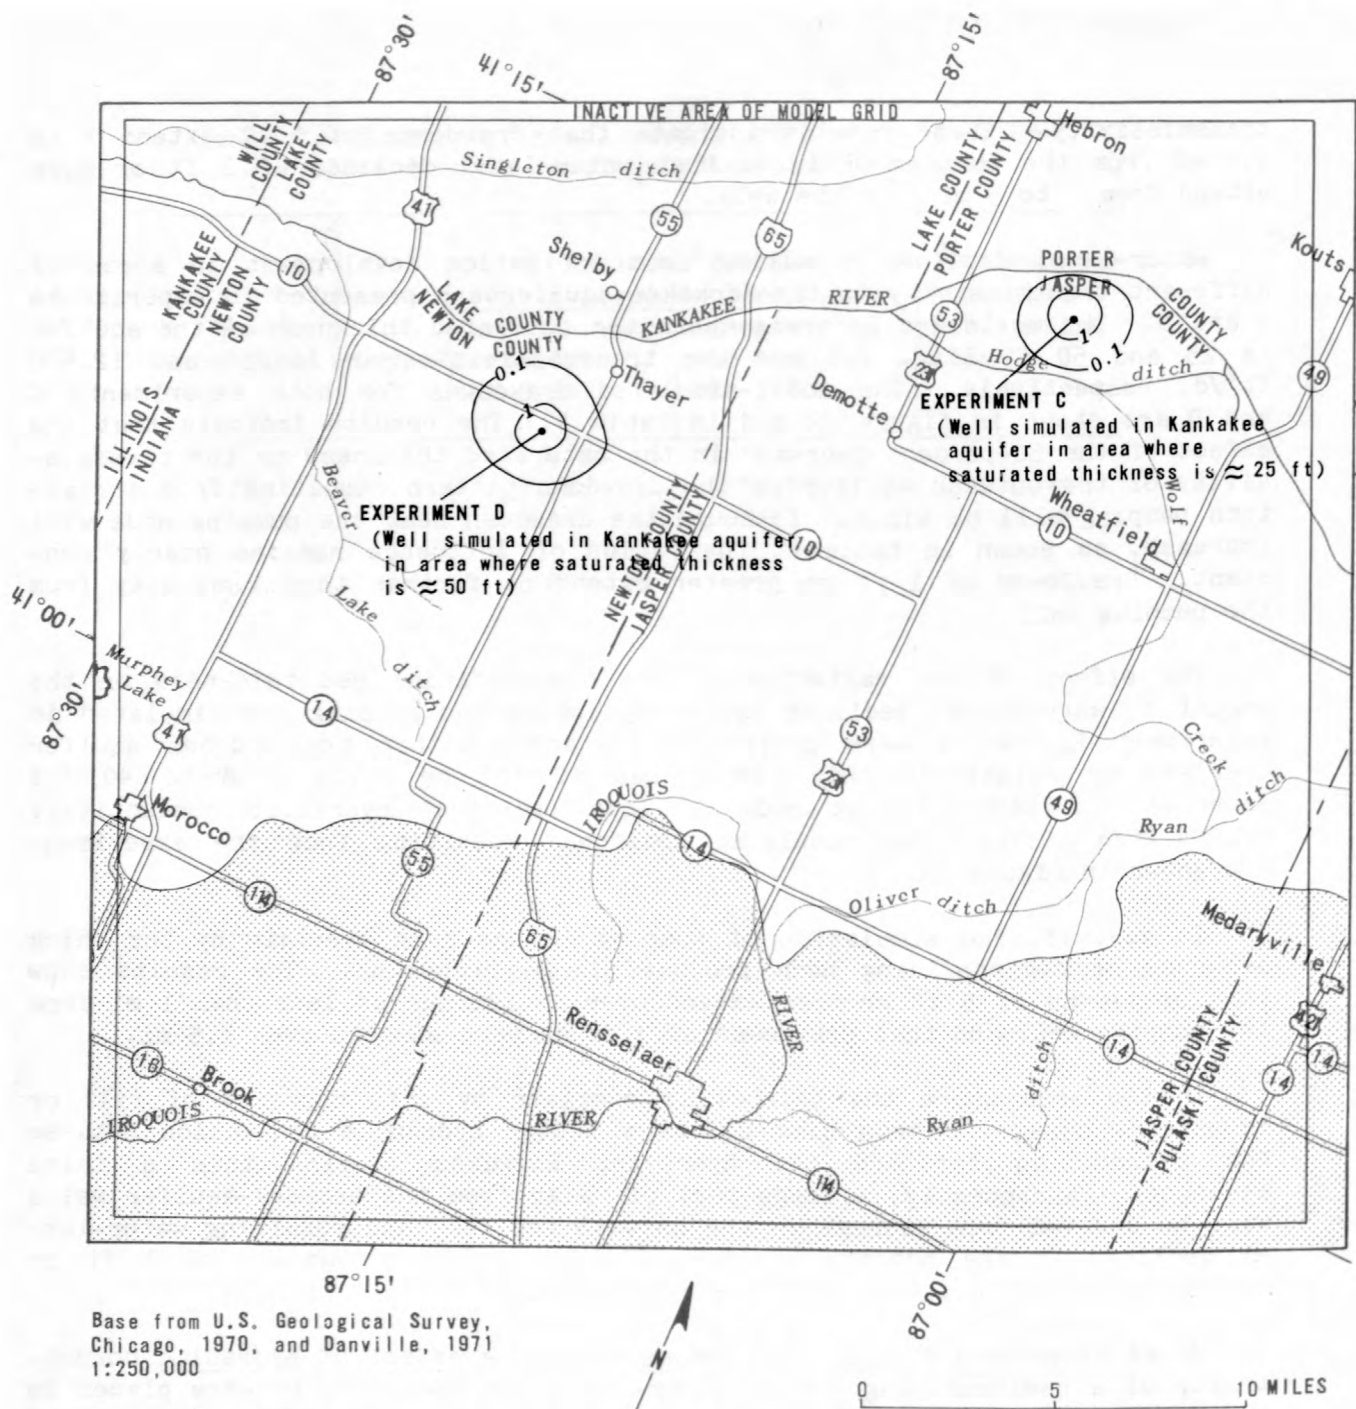 87°30'
41°15'
87°15'
INACTIVE AREA OF MODEL GRID
Hebron
WILL
COUNTY
LAKE
COUNTY
Singleton ditch
LAKE COUNTY
PORTER COUNTY
41
55
65
Kouts
KANKAKEE
COUNTY
NEWTON
COUNTY
10
Shelby
LAKE
NEWTON
COUNTY
COUNTY
KANKAKEE
RIVER
53
PORTER
JASPER
COUNTY
COUNTY
1
0.1
Hodge
ditch
49
ILLINOIS
INDIANA
0.1
1
Thayer
Demotte
231
EXPERIMENT C
(Well simulated in Kankakee
aquifer in area where
saturated thickness is ≈ 25 ft)
Beaver
Lake
ditch
EXPERIMENT D
(Well simulated in Kankakee aquifer
in area where saturated thickness
is ≈ 50 ft)
NEWTON COUNTY
JASPER COUNTY
10
10
Wheatfield
Wolf
Creek
41°00'
Murphey
Lake
87°30'
41
14
53
231
49
Ryan
ditch
Morocco
IROQUOIS
14
55
114
65
Oliver ditch
Medaryville
RIVER
Rensselaer
JASPER COUNTY
PULASKI COUNTY
421
14
14
14
16
Brook
IROQUOIS
RIVER
Ryan
ditch
114
87°15'
87°00'
Base from U.S. Geological Survey,
Chicago, 1970, and Danville, 1971
1:250,000
N
0 5 10 MILES